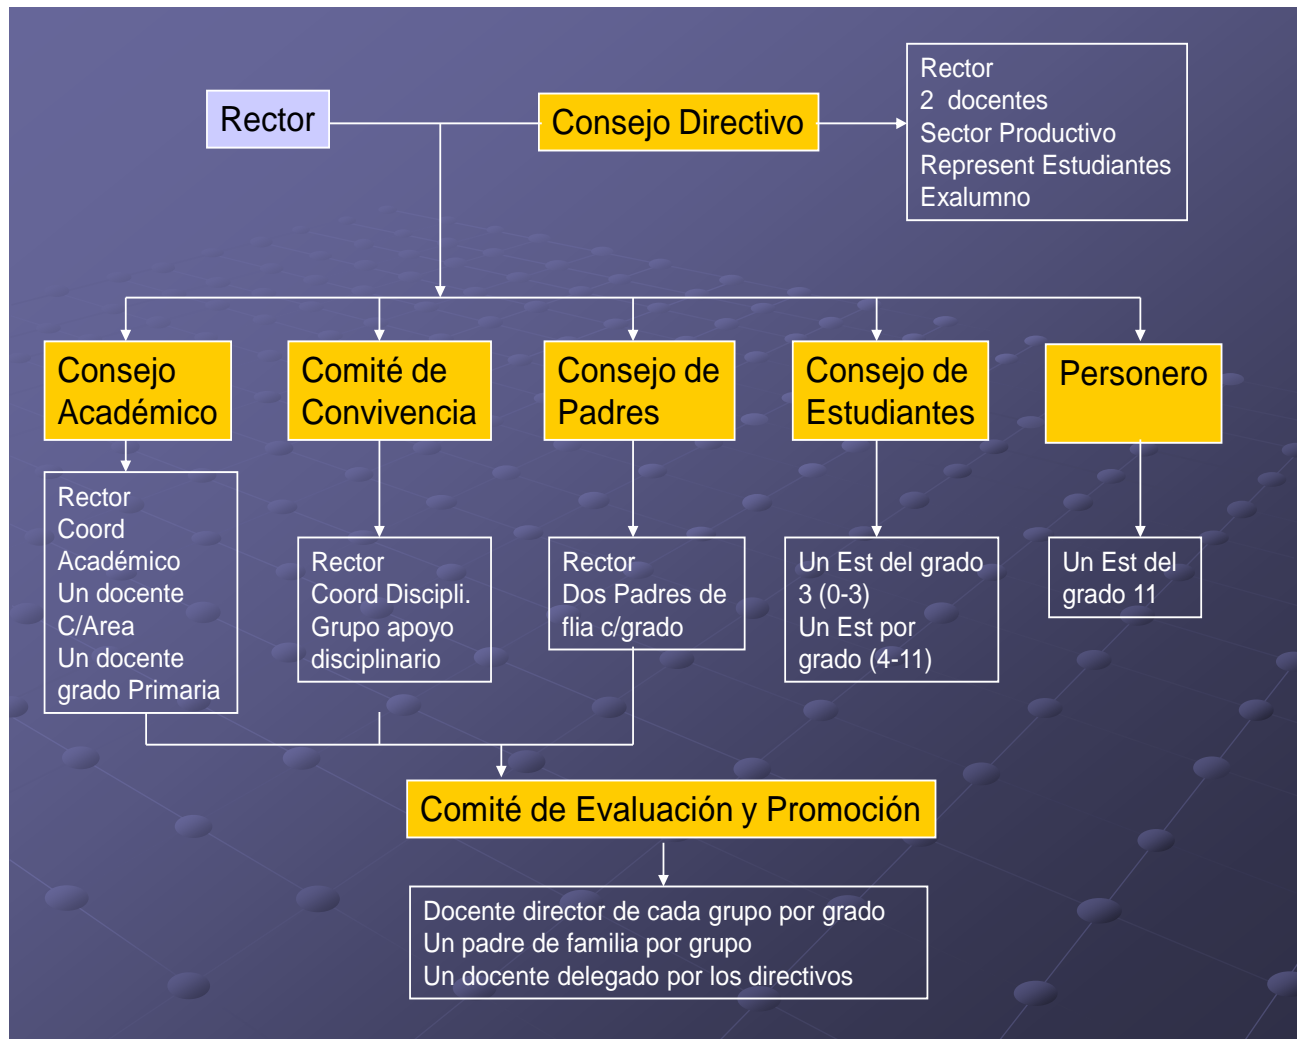 Rector
Consejo Directivo
Rector
2 docentes
Sector Productivo
Represent Estudiantes
Exalumno
Consejo
Académico
Comité de
Convivencia
Consejo de
Padres
Consejo de
Estudiantes
Personero
Rector
Coord
Académico
Un docente
C/Area
Un docente
grado Primaria
Rector
Coord Discipli.
Grupo apoyo
disciplinario
Rector
Dos Padres de
flia c/grado
Un Est del grado
3 (0-3)
Un Est por
grado (4-11)
Un Est del
grado 11
Comité de Evaluación y Promoción
Docente director de cada grupo por grado
Un padre de familia por grupo
Un docente delegado por los directivos